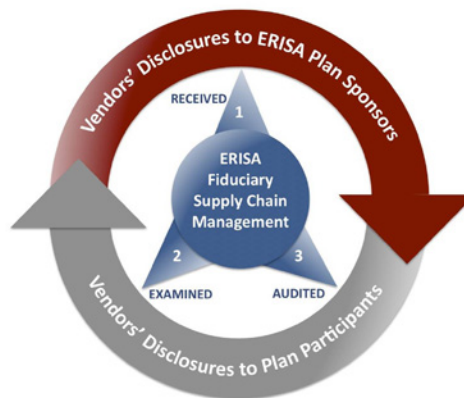 Vendors' Disclosures to ERISA Plan Sponsors
RECEIVED
1
ERISA
Fiduciary
Supply Chain
Management
2
3
EXAMINED
AUDITED
Vendors' Disclosures to Plan Participants